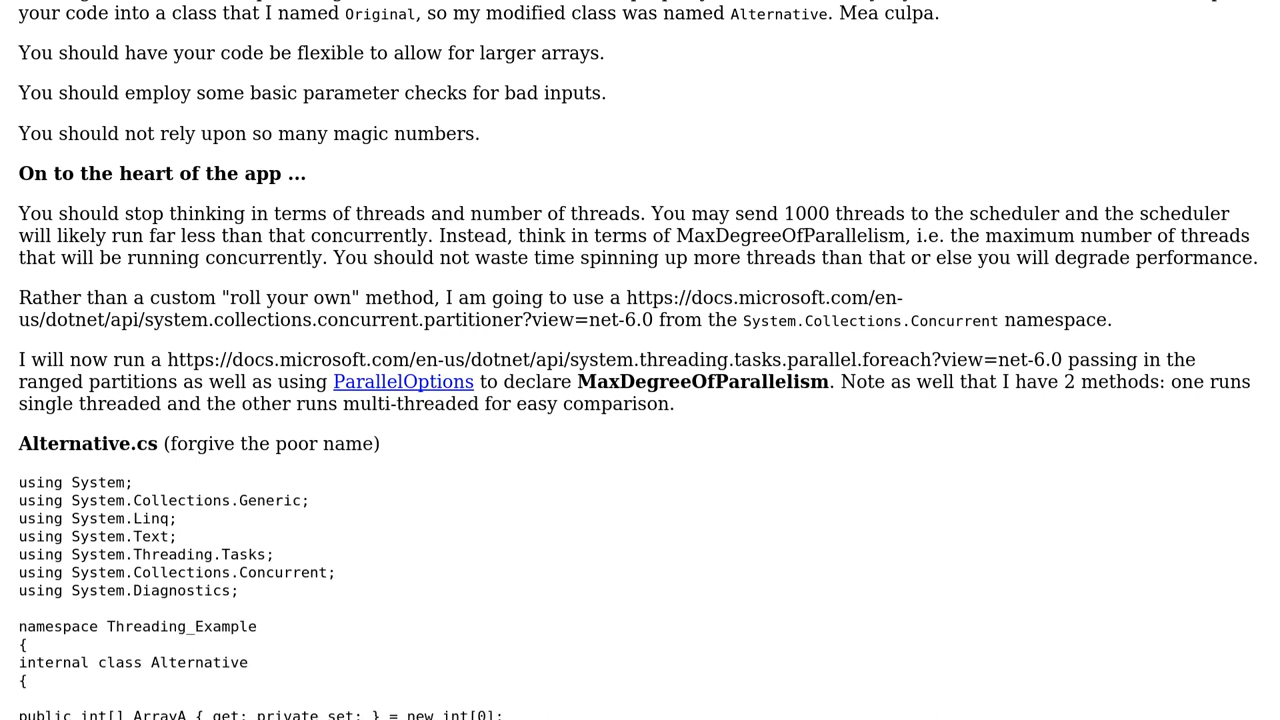 your code into a class that I named Original, so my modified class was named Alternative. Mea culpa.
You should have your code be flexible to allow for larger arrays.
You should employ some basic parameter checks for bad inputs.
You should not rely upon so many magic numbers.
On to the heart of the app ...
You should stop thinking in terms of threads and number of threads. You may send 1000 threads to the scheduler and the scheduler
will likely run far less than that concurrently. Instead, think in terms of MaxDegreeOfParallelism, i.e. the maximum number of threads
that will be running concurrently. You should not waste time spinning up more threads than that or else you will degrade performance.
Rather than a custom "roll your own" method, I am going to use a https://docs.microsoft.com/en-
us/dotnet/api/system.collections.concurrent.partitioner?view=net-6.0 from the System.Collections.Concurrent namespace.
I will now run a https://docs.microsoft.com/en-us/dotnet/api/system.threading.tasks.parallel.foreach?view=net-6.0 passing in the
ranged partitions as well as using ParallelOptions to declare MaxDegreeOfParallelism. Note as well that I have 2 methods: one runs
single threaded and the other runs multi-threaded for easy comparison.
Alternative.cs (forgive the poor name)
using System;
using System.Collections.Generic;
using System.Linq;
using System.Text;
using System.Threading.Tasks;
using System.Collections.Concurrent;
using System.Diagnostics;
namespace Threading_Example
{
internal class Alternative
{
public int[] ArrayA { get; private set; } = new int[0];